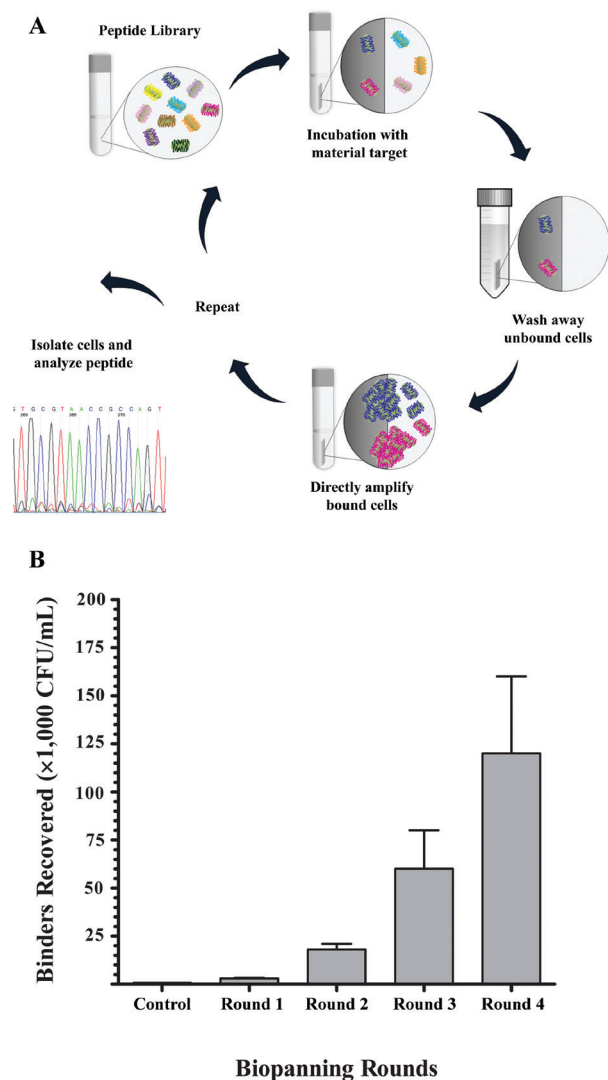 A
Peptide Library
Incubation with
material target
Wash away
unbound cells
Directly amplify
bound cells
Repeat
Isolate cells and
analyze peptide
G T G C G T A A C C G C C A G T
B
Binders Recovered (×1,000 CFU/mL)
200
175
150
125
100
75
50
25
Control Round 1 Round 2 Round 3 Round 4
Biopanning Rounds